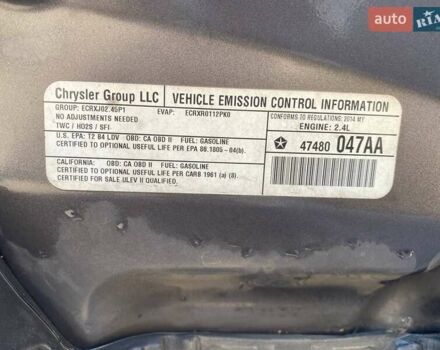 RIA.com
Chrysler Group LLC
VEHICLE EMISSION CONTROL INFORMATION
GROUP: ECRXJ02.45P1
EVAP: ECRXR0112PK0
CONFORMS TO REGULATIONS: 2014 MY
NO ADJUSTMENTS NEEDED
ENGINE: 2.4L
TWC / HO2S / SFI
U.S. EPA: T2 B4 LDV OBD: CA OBD II FUEL: GASOLINE
CERTIFIED TO OPTIONAL USEFUL LIFE PER EPA 86.1805 - 04(b).
47480 047AA
CALIFORNIA: OBD: CA OBD II FUEL: GASOLINE
CERTIFIED TO OPTIONAL USEFUL LIFE PER CARB 1961 (a) (8).
CERTIFIED FOR SALE ULEV II QUALIFIED.